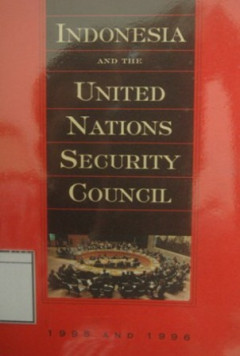 INDONESIA
AND THE
UNITED
NATIONS
SECURITY
COUNCIL
1995 AND 1996